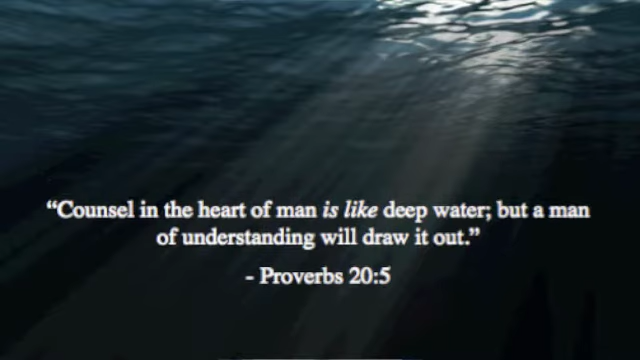 “Counsel in the heart of man is like deep water; but a man
of understanding will draw it out.”
- Proverbs 20:5